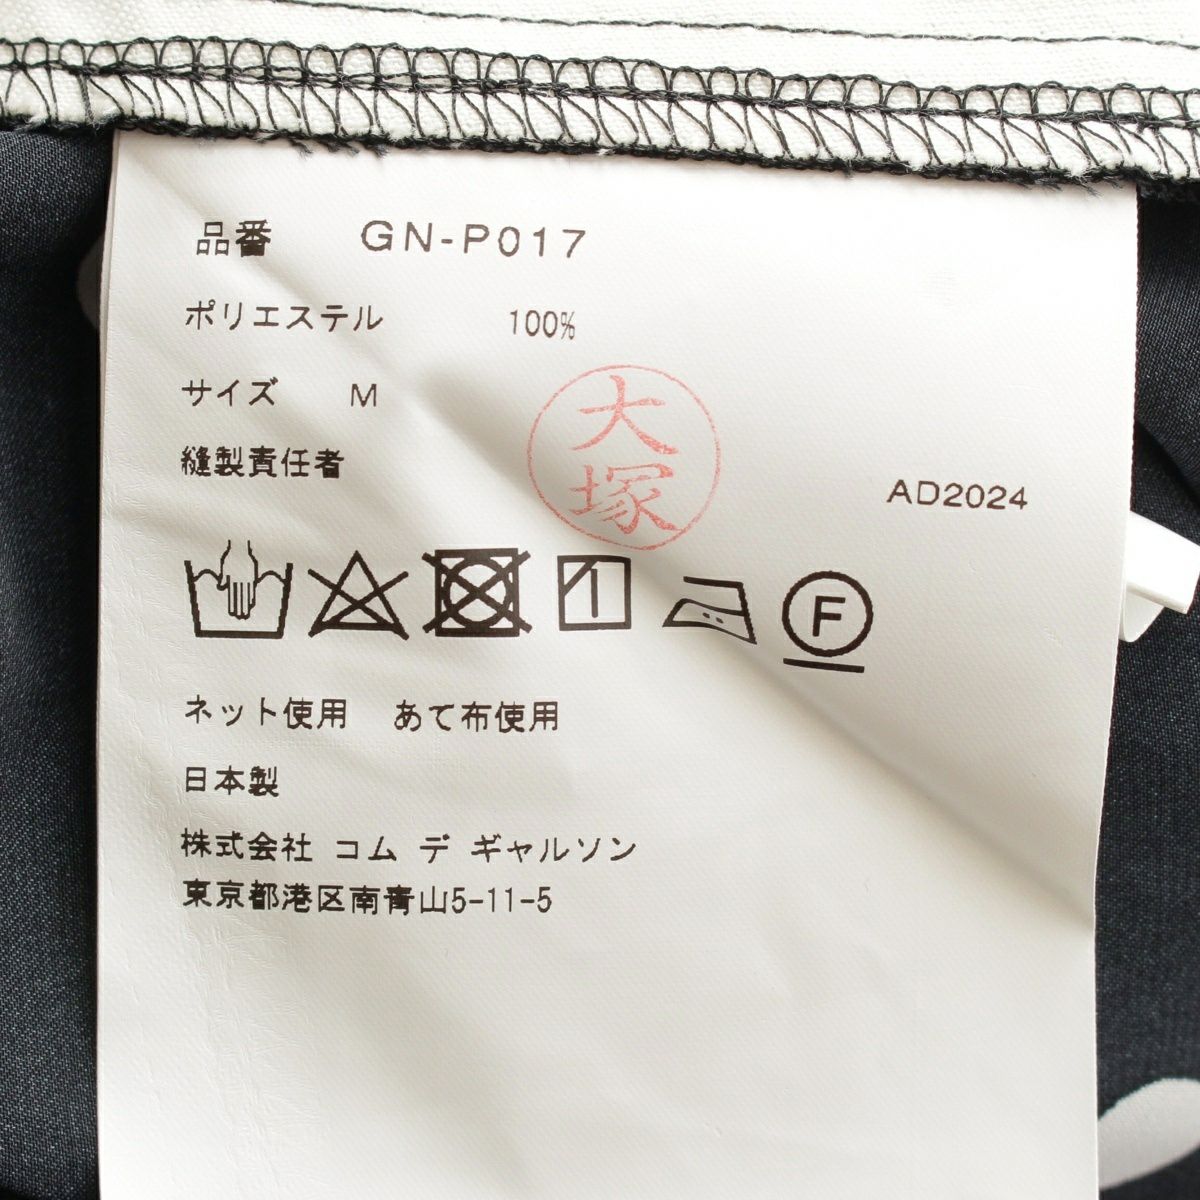 品番 GN-P017
ポリエステル 100%
サイズ M
縫製責任者
大塚
AD2024
F
ネット使用 あて布使用
日本製
株式会社 コム デ ギャルソン
東京都港区南青山5-11-5